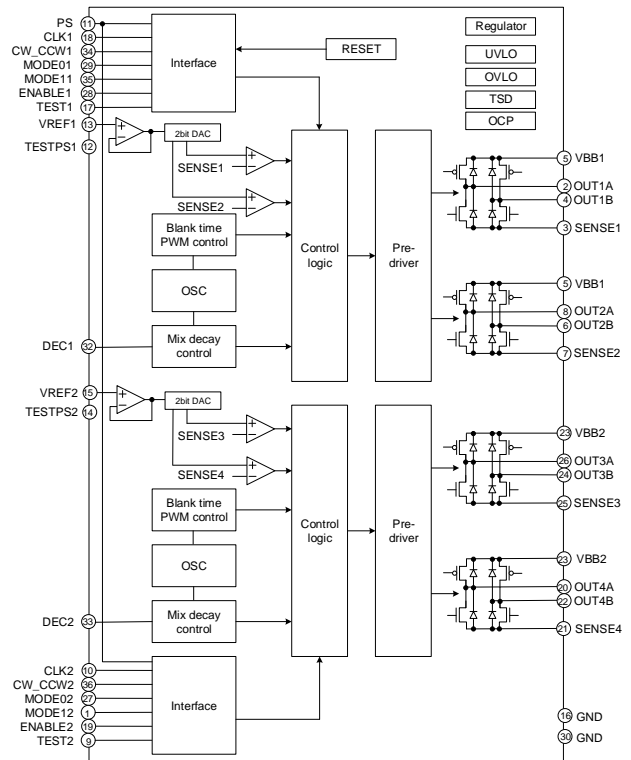 PS 11
CLK1 18
CW_CCW1 34
MODE01 29
MODE11 35
ENABLE1 28
TEST1 17
VREF1 13
TESTPS1 12
Interface
RESET
Regulator
UVLO
OVLO
TSD
OCP
2bit DAC
SENSE1
SENSE2
Blank time
PWM control
OSC
Mix decay
control
DEC1 32
Control
logic
Pre-
driver
5 VBB1
2 OUT1A
4 OUT1B
3 SENSE1
5 VBB1
8 OUT2A
6 OUT2B
7 SENSE2
VREF2 15
TESTPS2 14
2bit DAC
SENSE3
SENSE4
Blank time
PWM control
OSC
Mix decay
control
DEC2 33
Control
logic
Pre-
driver
23 VBB2
26 OUT3A
24 OUT3B
25 SENSE3
23 VBB2
20 OUT4A
22 OUT4B
21 SENSE4
CLK2 10
CW_CCW2 36
MODE02 27
MODE12 1
ENABLE2 19
TEST2 9
Interface
16 GND
30 GND